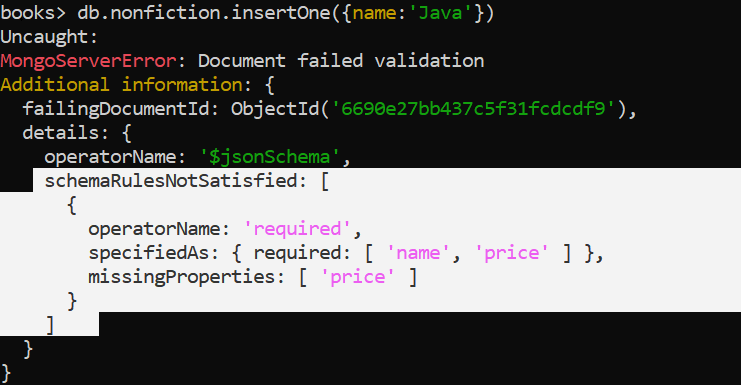 books> db.nonfiction.insertOne({name:'Java'})
Uncaught:
MongoServerError: Document failed validation
Additional information: {
  failingDocumentId: ObjectId('6690e27bb437c5f31fcdcdf9'),
  details: {
    operatorName: '$jsonSchema',
    schemaRulesNotSatisfied: [
      {
        operatorName: 'required',
        specifiedAs: { required: [ 'name', 'price' ] },
        missingProperties: [ 'price' ]
      }
    ]
  }
}